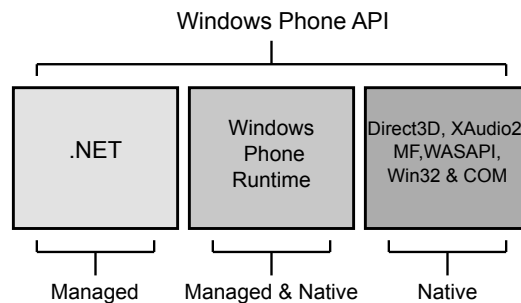 Windows Phone API
.NET
Windows
Phone
Runtime
Direct3D, XAudio2
MF,WASAPI,
Win32 & COM
Managed
Managed & Native
Native